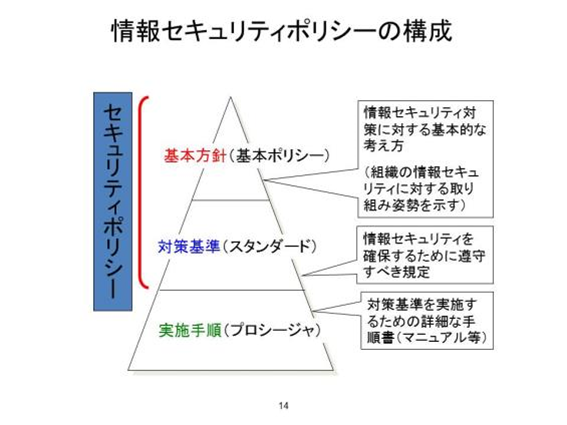 情報セキュリティポリシーの構成
セキュリティポリシー
基本方針(基本ポリシー)
情報セキュリティ対
策に対する基本的な
考え方
(組織の情報セキュ
リティに対する取り
組み姿勢を示す)
対策基準(スタンダード)
情報セキュリティを
確保するために遵守
すべき規定
実施手順(プロシージャ)
対策基準を実施す
るための詳細な手
順書(マニュアル等)
14